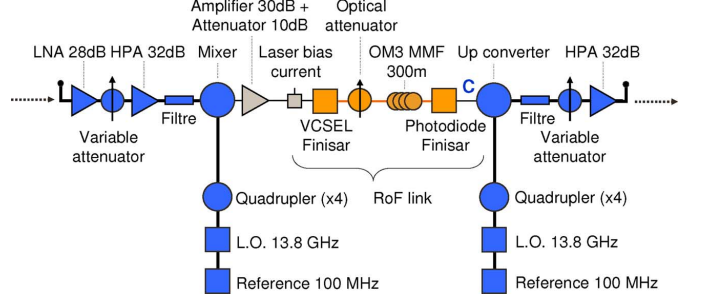 Amplifier 30dB +
Attenuator 10dB
Optical
attenuator
LNA 28dB
HPA 32dB
Mixer
Laser bias
current
OM3 MMF
300m
Up converter
HPA 32dB
C
Variable
attenuator
Filtre
VCSEL
Finisar
Photodiode
Finisar
Filtre
Variable
attenuator
RoF link
Quadrupler (x4)
Quadrupler (x4)
L.O. 13.8 GHz
L.O. 13.8 GHz
Reference 100 MHz
Reference 100 MHz